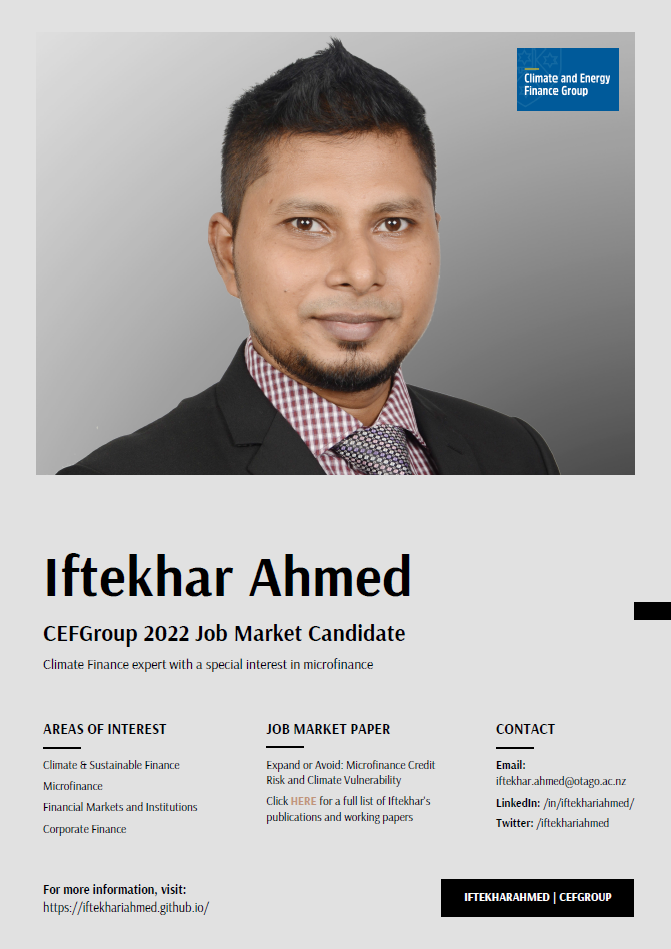 Climate and Energy
Finance Group
Iftekhar Ahmed
CEFGroup 2022 Job Market Candidate
Climate Finance expert with a special interest in microfinance
AREAS OF INTEREST
Climate & Sustainable Finance
Microfinance
Financial Markets and Institutions
Corporate Finance
JOB MARKET PAPER
Expand or Avoid: Microfinance Credit
Risk and Climate Vulnerability
Click HERE for a full list of Iftekhar's
publications and working papers
CONTACT
Email:
iftekhar.ahmed@otago.ac.nz
LinkedIn: /in/iftekhariahmed/
Twitter: /iftekhariahmed
For more information, visit:
https://iftekhariahmed.github.io/
IFTEKHARAHMED | CEFGROUP